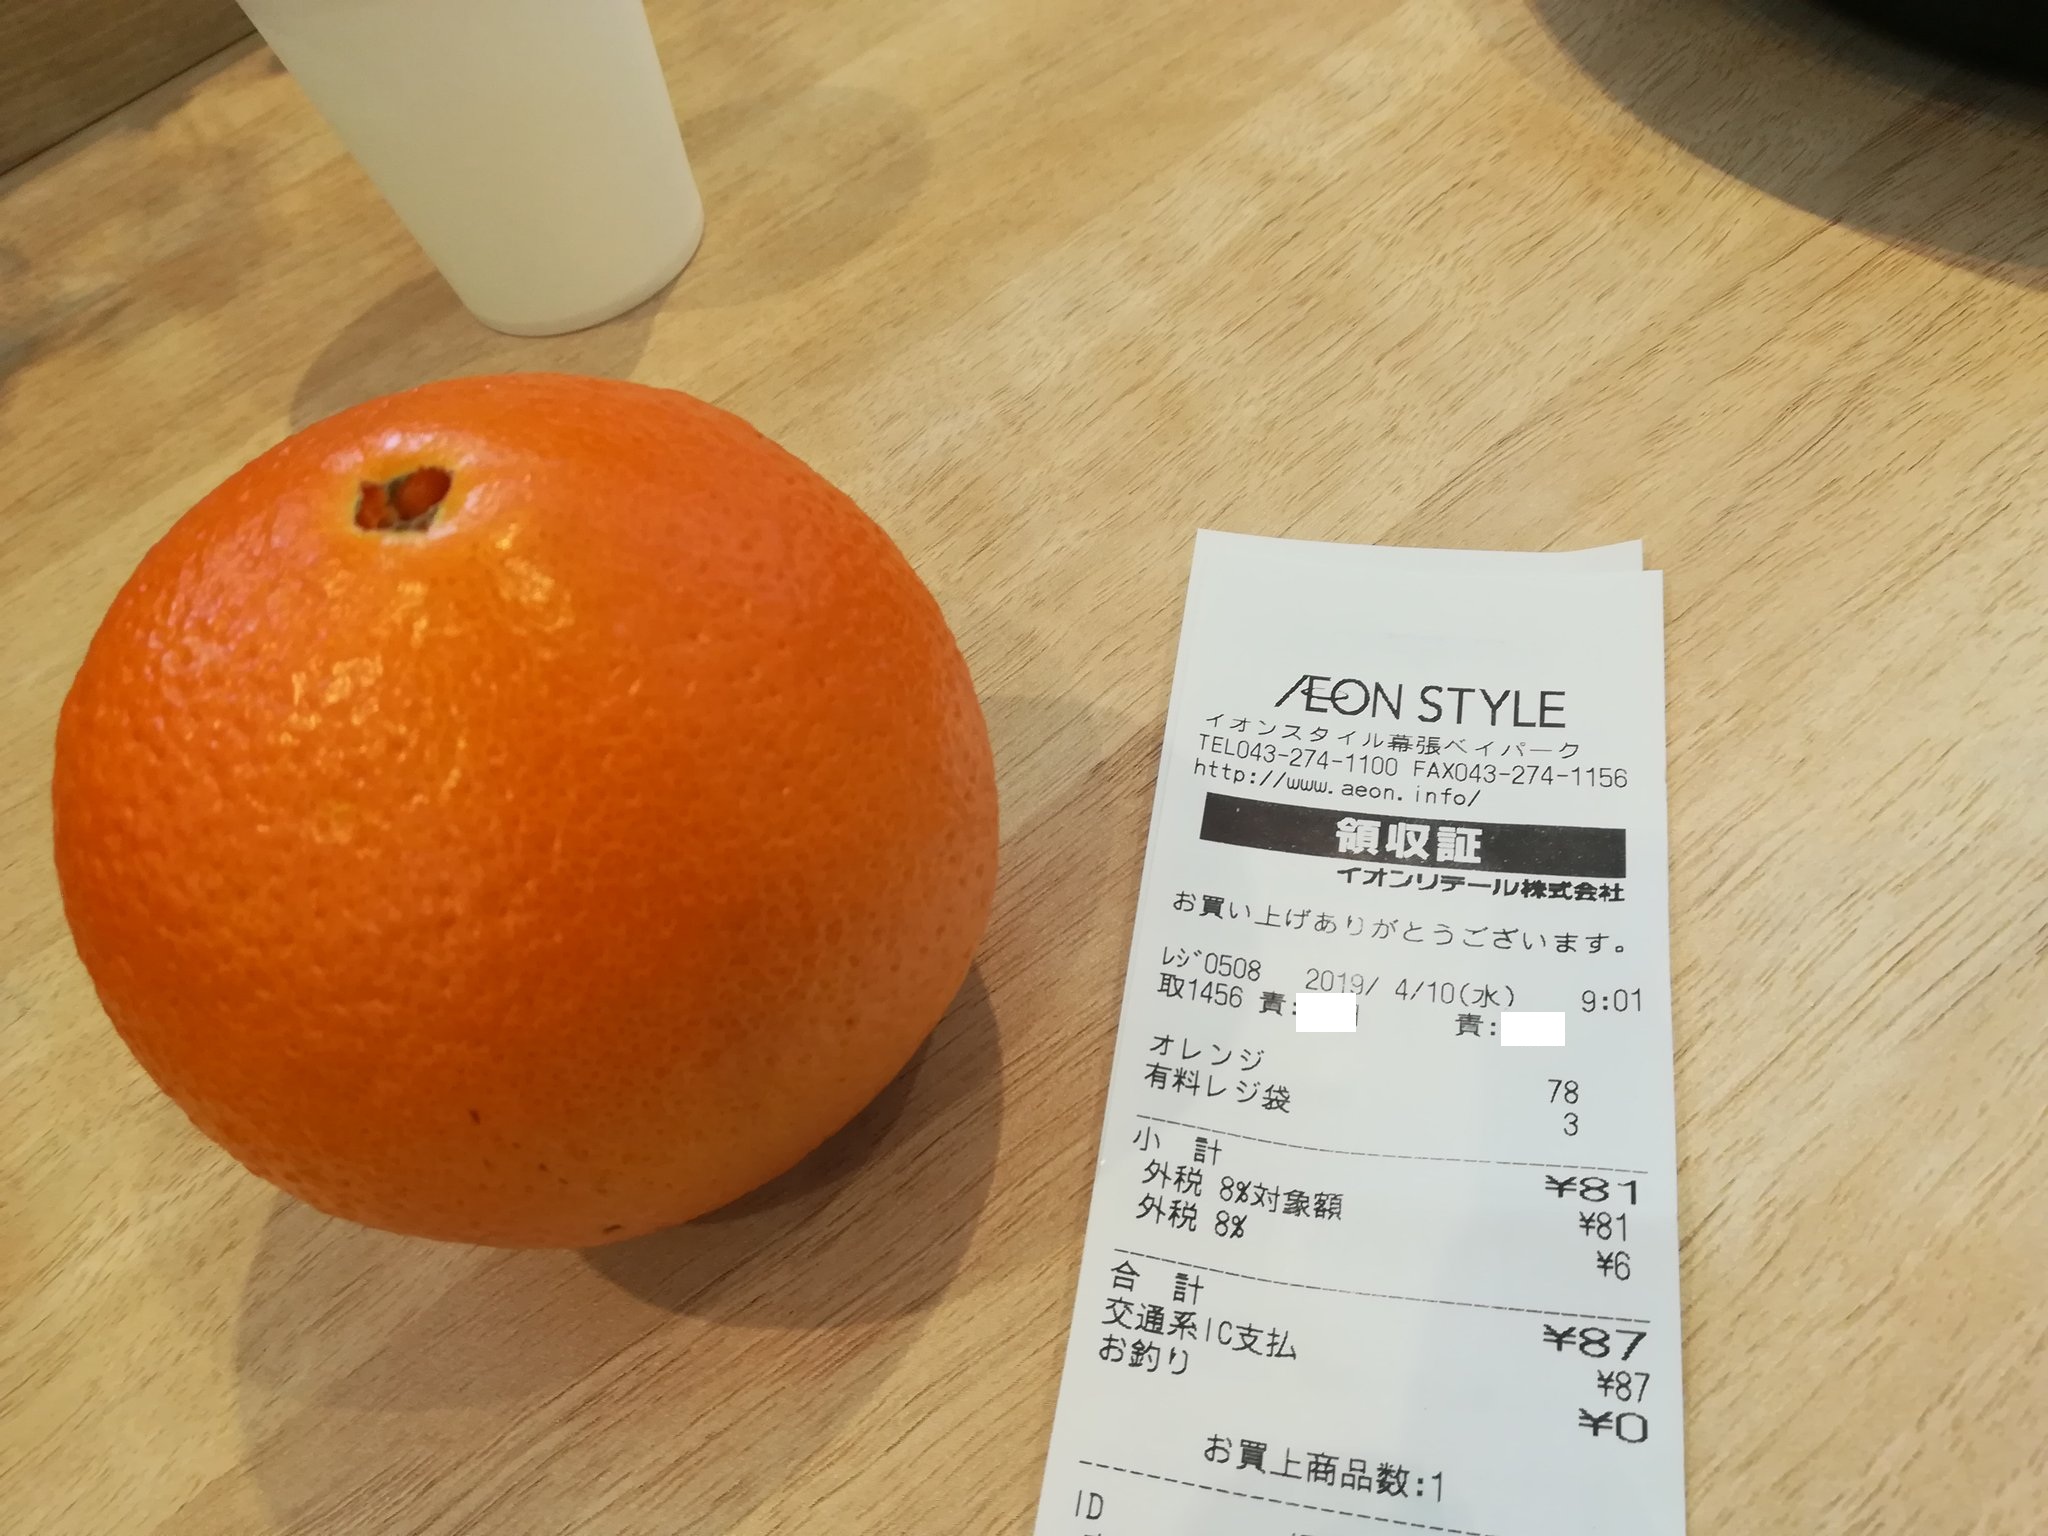 ÆON STYLE
イオンスタイル幕張ベイパーク
TEL043-274-1100 FAX043-274-1156
http://www.aeon.info/
領収証
イオンリテール株式会社
お買い上げありがとうございます。
ﾚｼﾞ0508 2019/ 4/10(水) 9:01
取1456 責: 責:
オレンジ 78
有料レジ袋 3
小 計 ¥81
外税 8%対象額 ¥81
外税 8% ¥6
合 計 ¥87
交通系IC支払 ¥87
お釣り ¥0
お買上商品数:1
ID